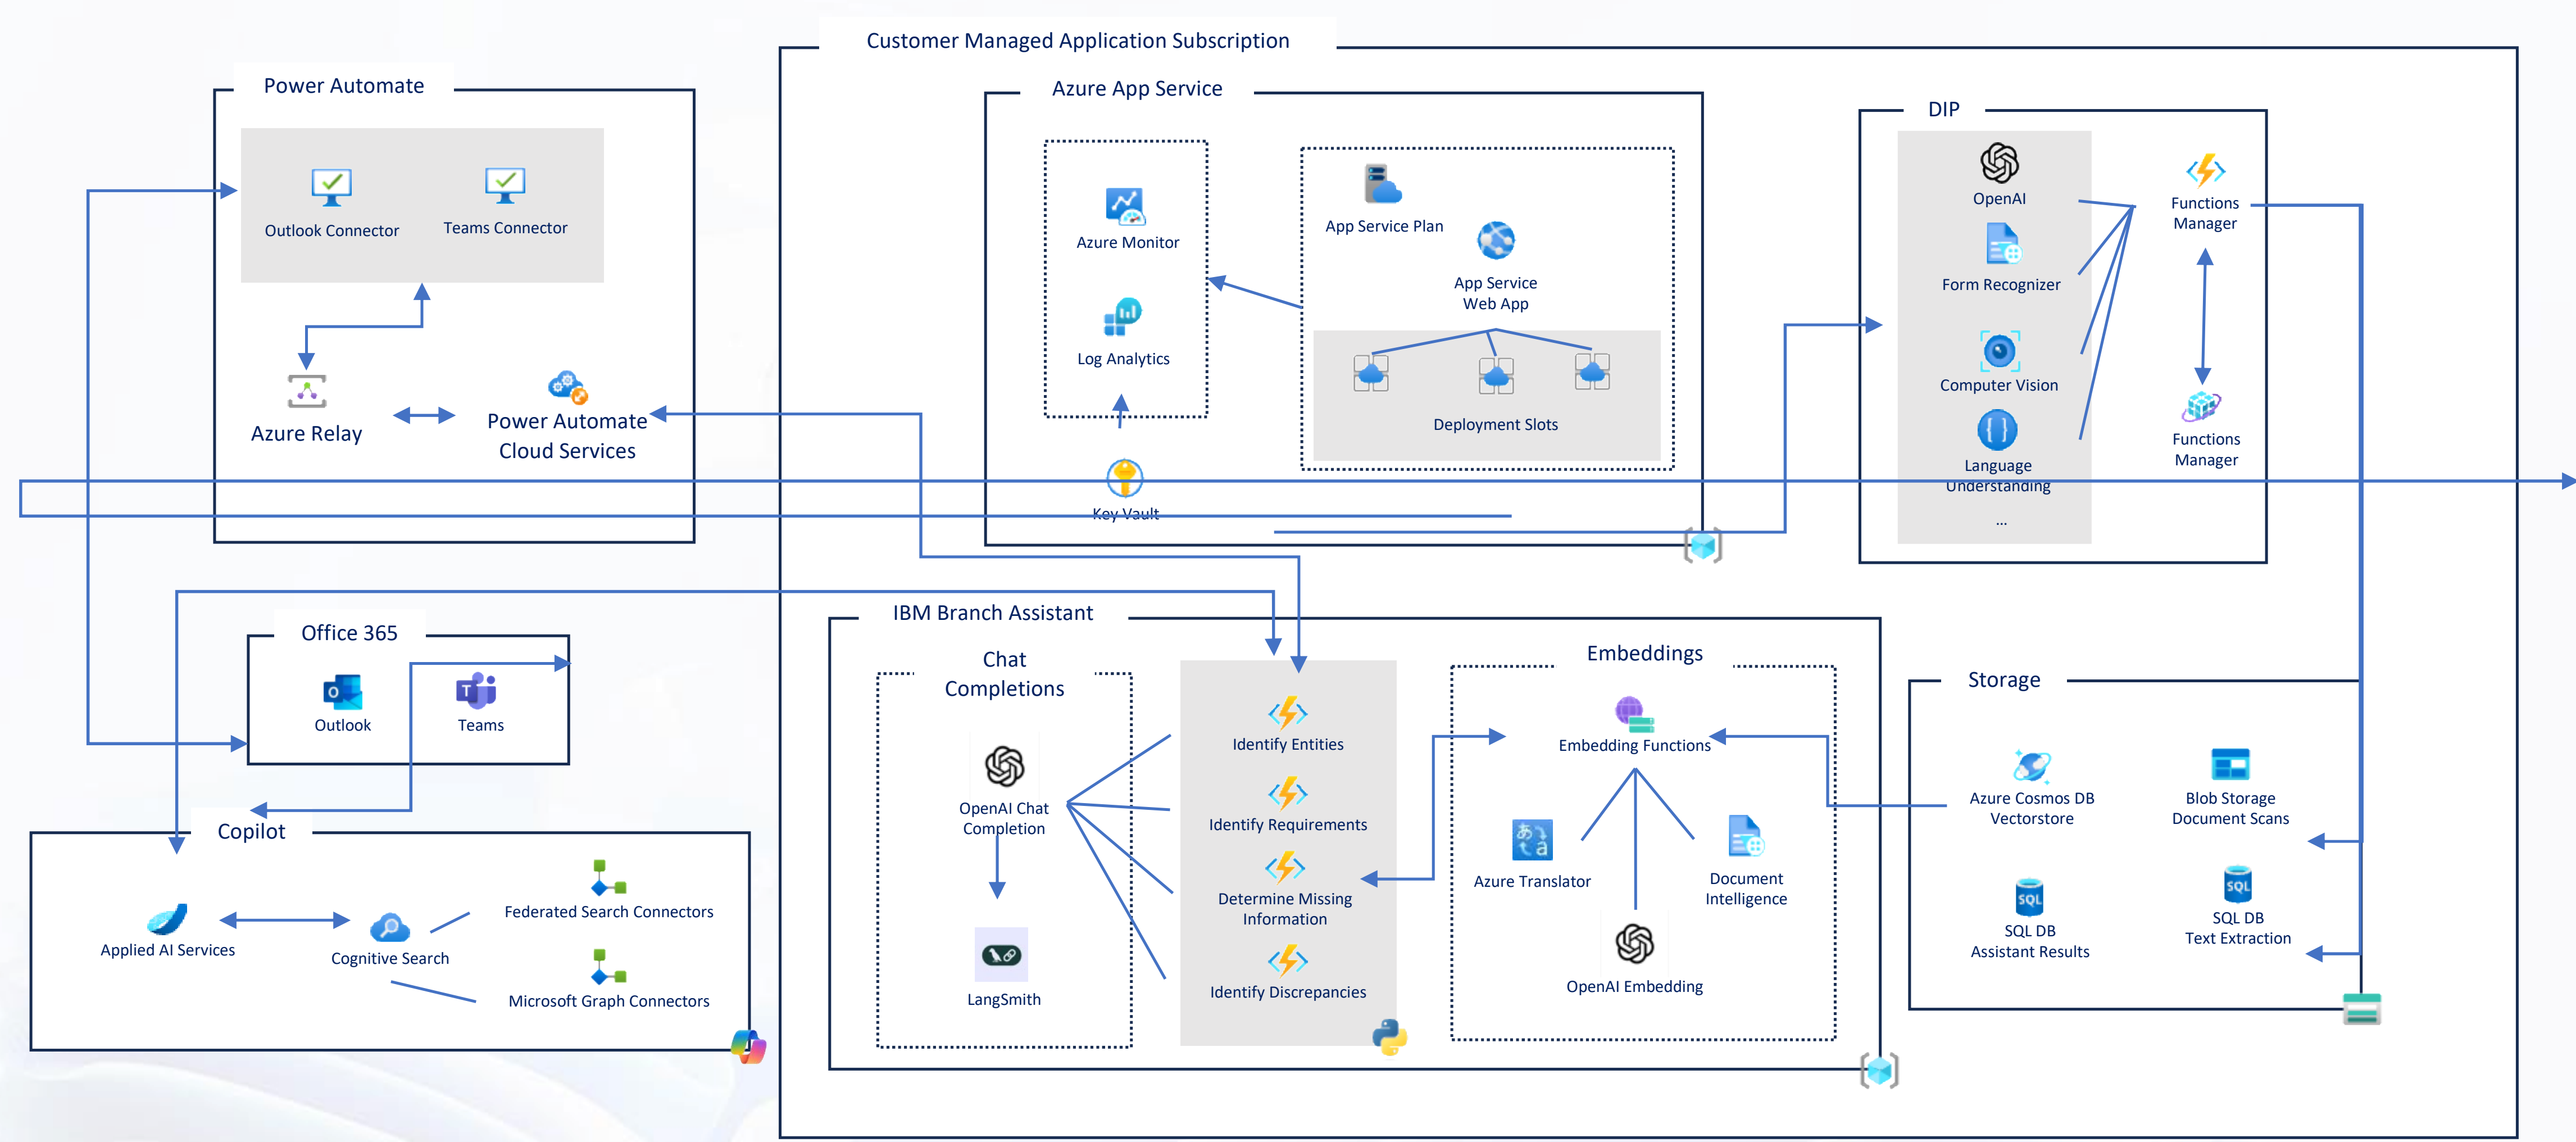 Customer Managed Application Subscription
Power Automate
Outlook Connector
Teams Connector
Azure Relay
Power Automate
Cloud Services
Azure App Service
Azure Monitor
Log Analytics
Key Vault
App Service Plan
App Service
Web App
Deployment Slots
DIP
OpenAI
Form Recognizer
Computer Vision
Language
Understanding
...
Functions
Manager
Functions
Manager
Office 365
Outlook
Teams
Copilot
Applied AI Services
Cognitive Search
Federated Search Connectors
Microsoft Graph Connectors
IBM Branch Assistant
Chat
Completions
OpenAI Chat
Completion
LangSmith
Identify Entities
Identify Requirements
Determine Missing
Information
Identify Discrepancies
Embeddings
Embedding Functions
Azure Translator
Document
Intelligence
OpenAI Embedding
Storage
Azure Cosmos DB
Vectorstore
Blob Storage
Document Scans
SQL DB
Assistant Results
SQL
SQL DB
Text Extraction
SQL